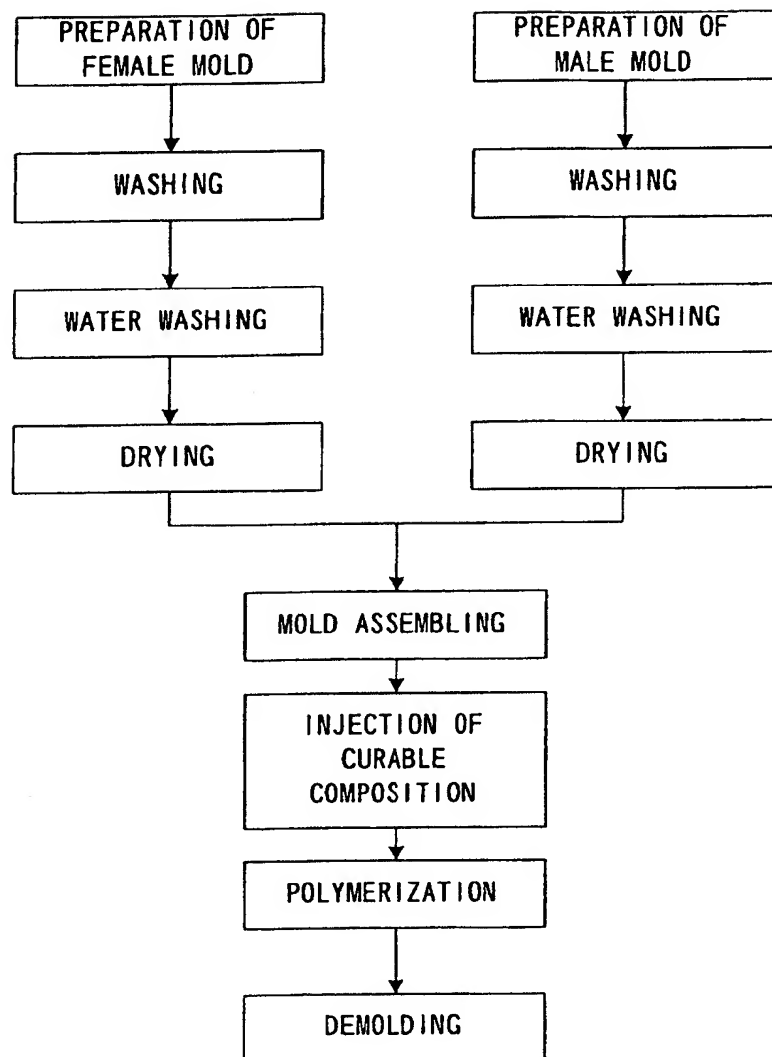 PREPARATION OF
FEMALE MOLD
WASHING
WATER WASHING
DRYING
PREPARATION OF
MALE MOLD
WASHING
WATER WASHING
DRYING
MOLD ASSEMBLING
INJECTION OF
CURABLE
COMPOSITION
POLYMERIZATION
DEMOLDING